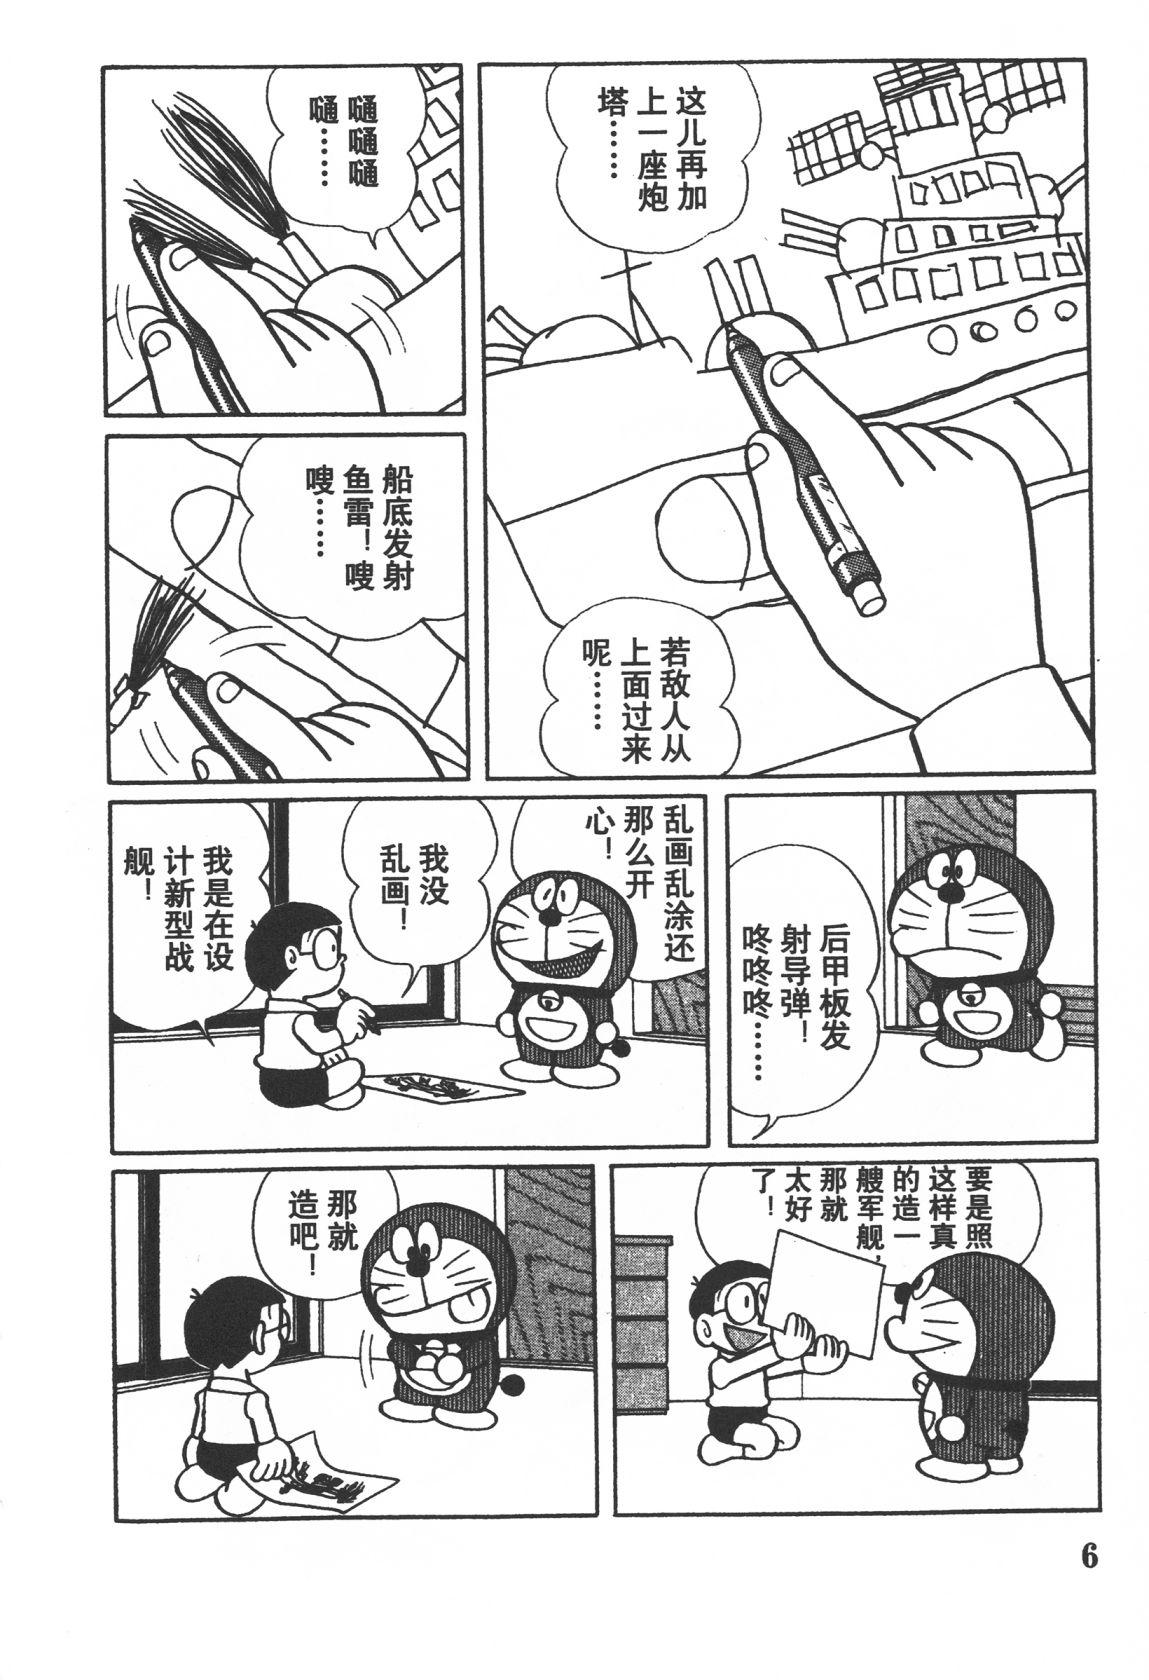 这儿再加
上一座炮
塔……
若敌人从
上面过来
呢……
嗵嗵嗵
嗵……
船底发射
鱼雷！嗖
嗖……
后甲板发
射导弹！
咚咚咚……
乱画乱涂还
那么开
心！
我没
乱画！
我是在设
计新型战
舰！
要是照
这样真
的造一
艘军舰，
那就
太好
了！
那就
造吧！
6